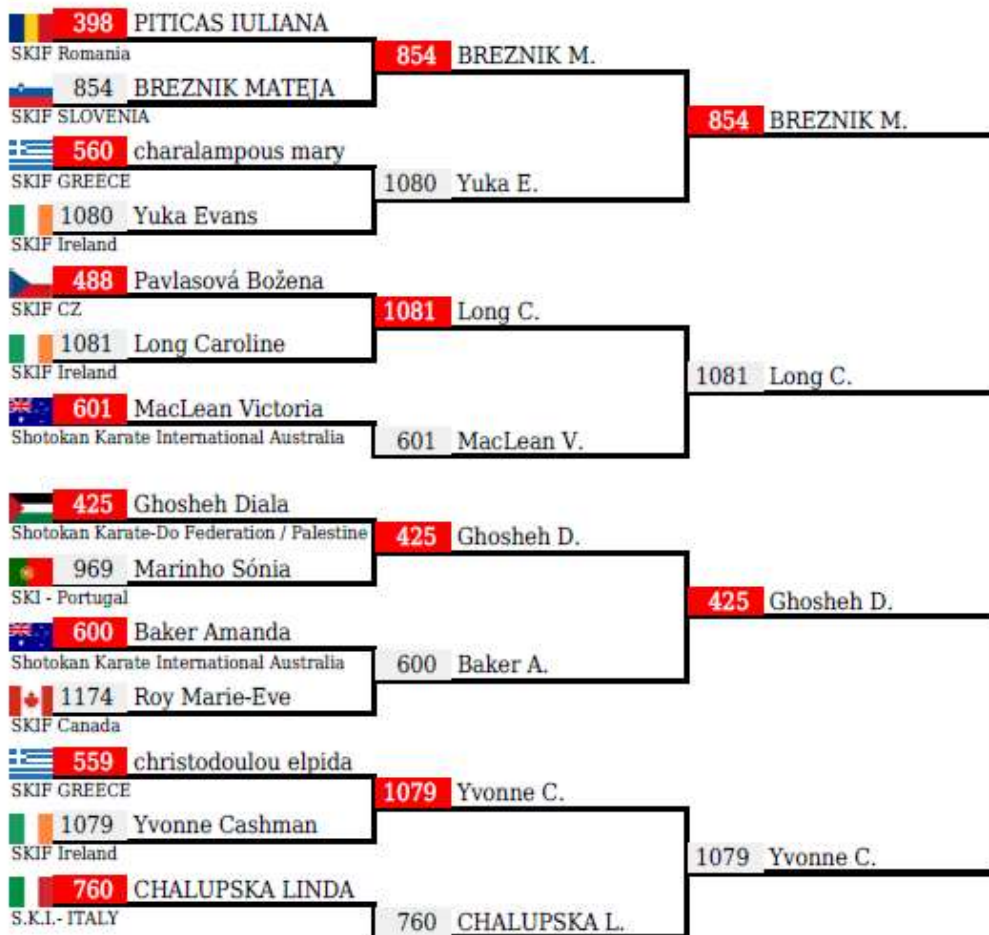 398 PITICAS IULIANA
SKIF Romania
854 BREZNIK M.
854 BREZNIK MATEJA
SKIF SLOVENIA
854 BREZNIK M.
560 charalampous mary
SKIF GREECE
1080 Yuka E.
1080 Yuka Evans
SKIF Ireland
488 Pavlasová Božena
SKIF CZ
1081 Long C.
1081 Long Caroline
SKIF Ireland
1081 Long C.
601 MacLean Victoria
Shotokan Karate International Australia
601 MacLean V.
425 Ghosheh Diala
Shotokan Karate-Do Federation / Palestine
425 Ghosheh D.
969 Marinho Sónia
SKI - Portugal
425 Ghosheh D.
600 Baker Amanda
Shotokan Karate International Australia
600 Baker A.
1174 Roy Marie-Eve
SKIF Canada
559 christodoulou elpida
SKIF GREECE
1079 Yvonne C.
1079 Yvonne Cashman
SKIF Ireland
1079 Yvonne C.
760 CHALUPSKA LINDA
S.K.I.- ITALY
760 CHALUPSKA L.